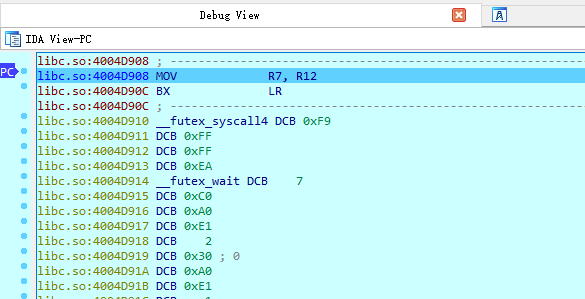 Debug View
IDA View-PC
libc.so:4004D908 ; ---------------------------------------------------------------
PC libc.so:4004D908 MOV R7, R12
libc.so:4004D90C BX LR
libc.so:4004D90C ; ---------------------------------------------------------------
libc.so:4004D910 __futex_syscall4 DCB 0xF9
libc.so:4004D911 DCB 0xFF
libc.so:4004D912 DCB 0xFF
libc.so:4004D913 DCB 0xEA
libc.so:4004D914 __futex_wait DCB 7
libc.so:4004D915 DCB 0xC0
libc.so:4004D916 DCB 0xA0
libc.so:4004D917 DCB 0xE1
libc.so:4004D918 DCB 2
libc.so:4004D919 DCB 0x30 ; 0
libc.so:4004D91A DCB 0xA0
libc.so:4004D91B DCB 0xE1